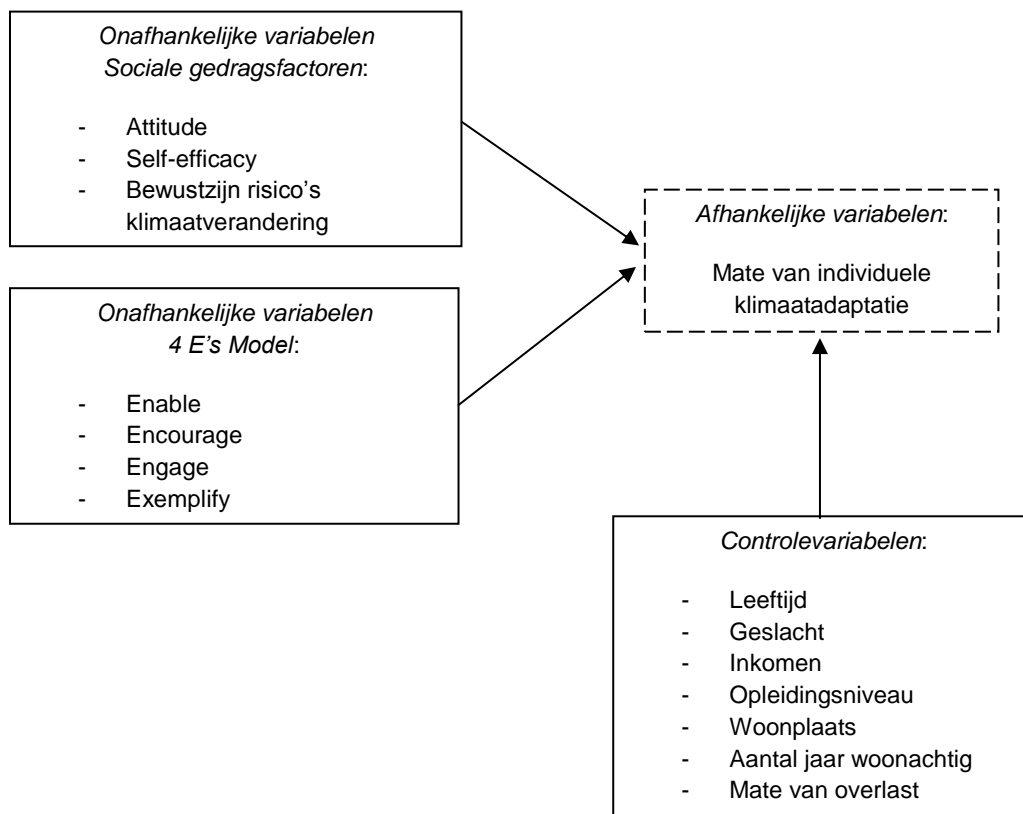 Onafhankelijke variabelen
Sociale gedragsfactoren:
- Attitude
- Self-efficacy
- Bewustzijn risico's
klimaatverandering
Afhankelijke variabelen:
Mate van individuele
klimaatadaptatie
Onafhankelijke variabelen
4 E's Model:
- Enable
- Encourage
- Engage
- Exemplify
Controlevariabelen:
- Leeftijd
- Geslacht
- Inkomen
- Opleidingsniveau
- Woonplaats
- Aantal jaar woonachtig
- Mate van overlast